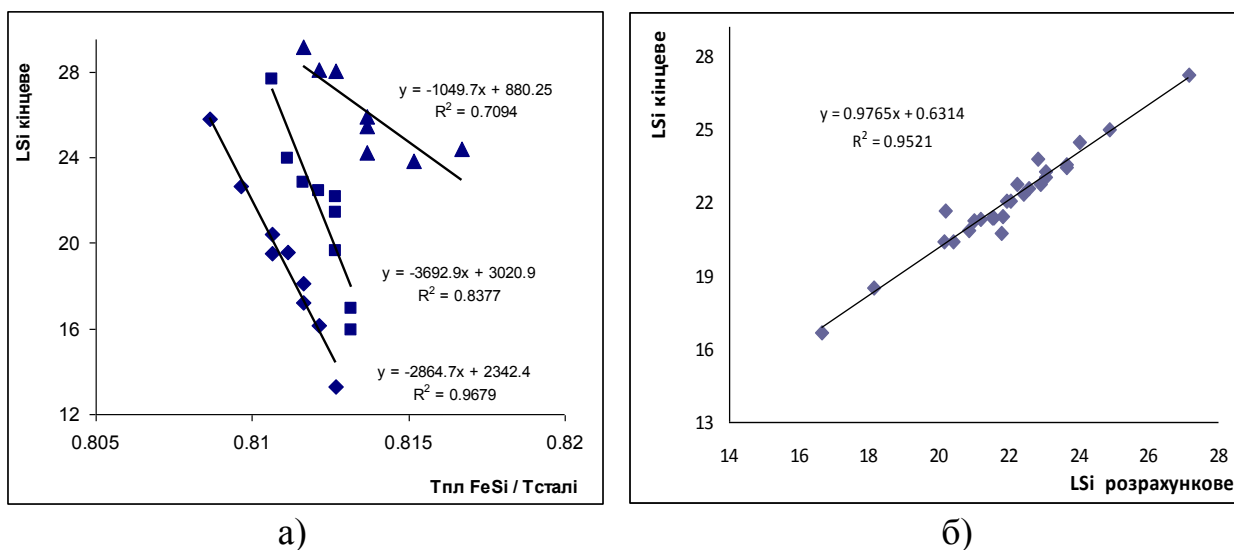 LSi кінцеве
28
24
20
16
12
0.805
0.81
0.815
0.82
y = -1049.7x + 880.25
R² = 0.7094
y = -3692.9x + 3020.9
R² = 0.8377
y = -2864.7x + 2342.4
R² = 0.9679
Тпл FeSi / Тсталі
а)
LSi кінцеве
28
25
22
19
16
13
14
16
18
20
22
24
26
28
y = 0.9765x + 0.6314
R² = 0.9521
LSi розрахункове
б)